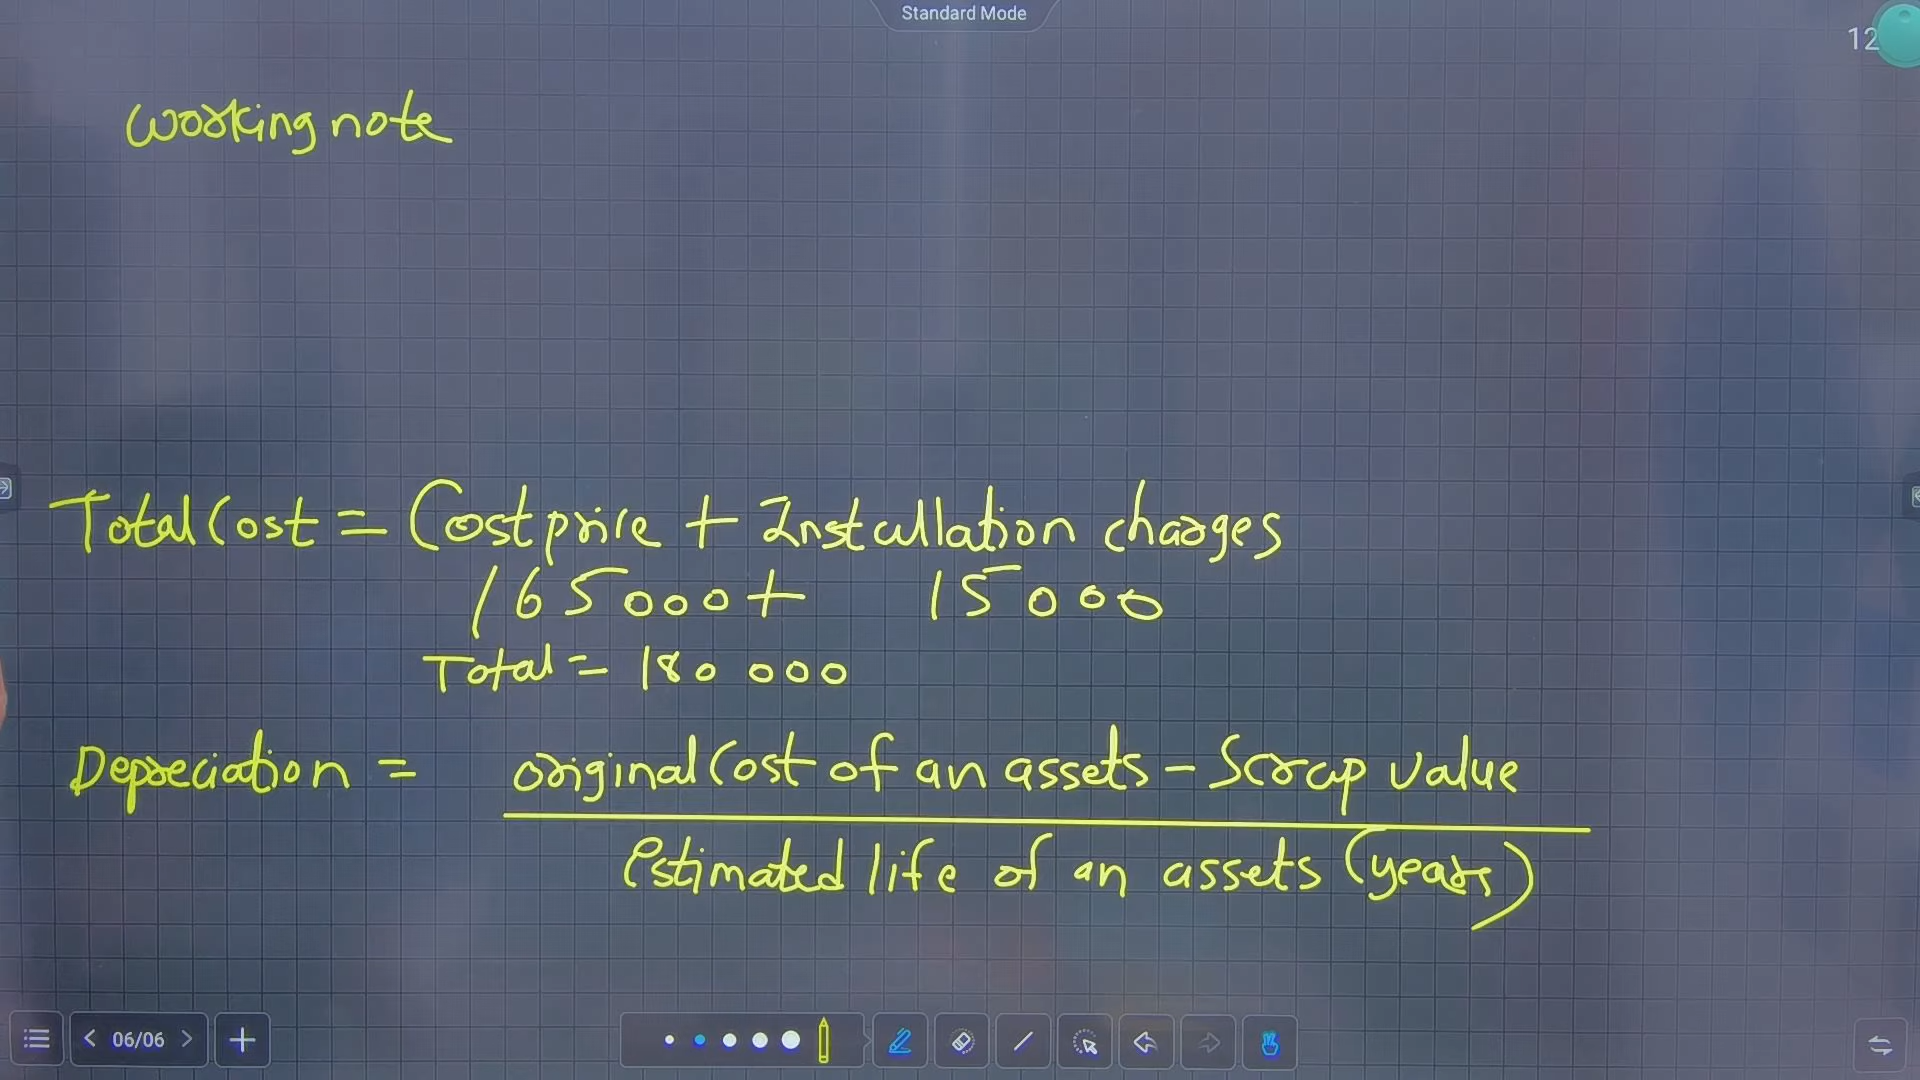 Standard Mode
12
Working note
Total Cost = Cost price + Installation charges
165000 + 15000
Total = 180 000
Depreciation = original Cost of an assets - Scrap value
estimated life of an assets (years)
06/06